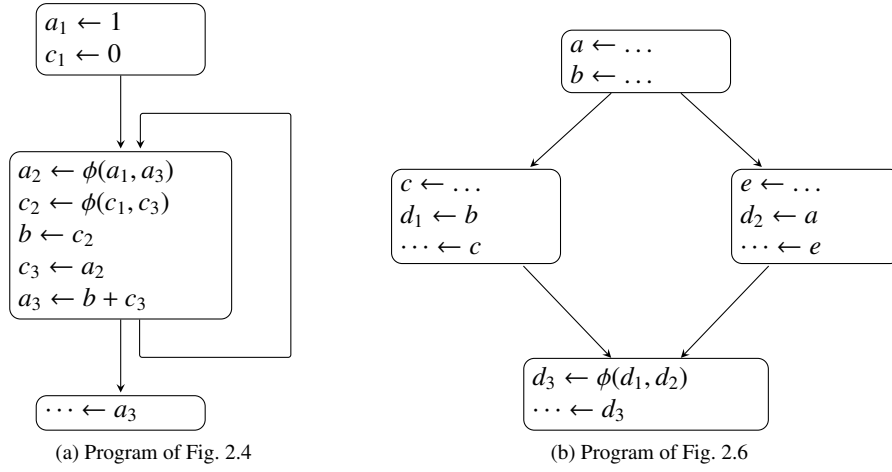 a₁ ← 1
c₁ ← 0
a₂ ← ϕ(a₁, a₃)
c₂ ← ϕ(c₁, c₃)
b ← c₂
c₃ ← a₂
a₃ ← b + c₃
⋯ ← a₃
(a) Program of Fig. 2.4
a ← …
b ← …
c ← …
d₁ ← b
⋯ ← c
e ← …
d₂ ← a
⋯ ← e
d₃ ← ϕ(d₁, d₂)
⋯ ← d₃
(b) Program of Fig. 2.6